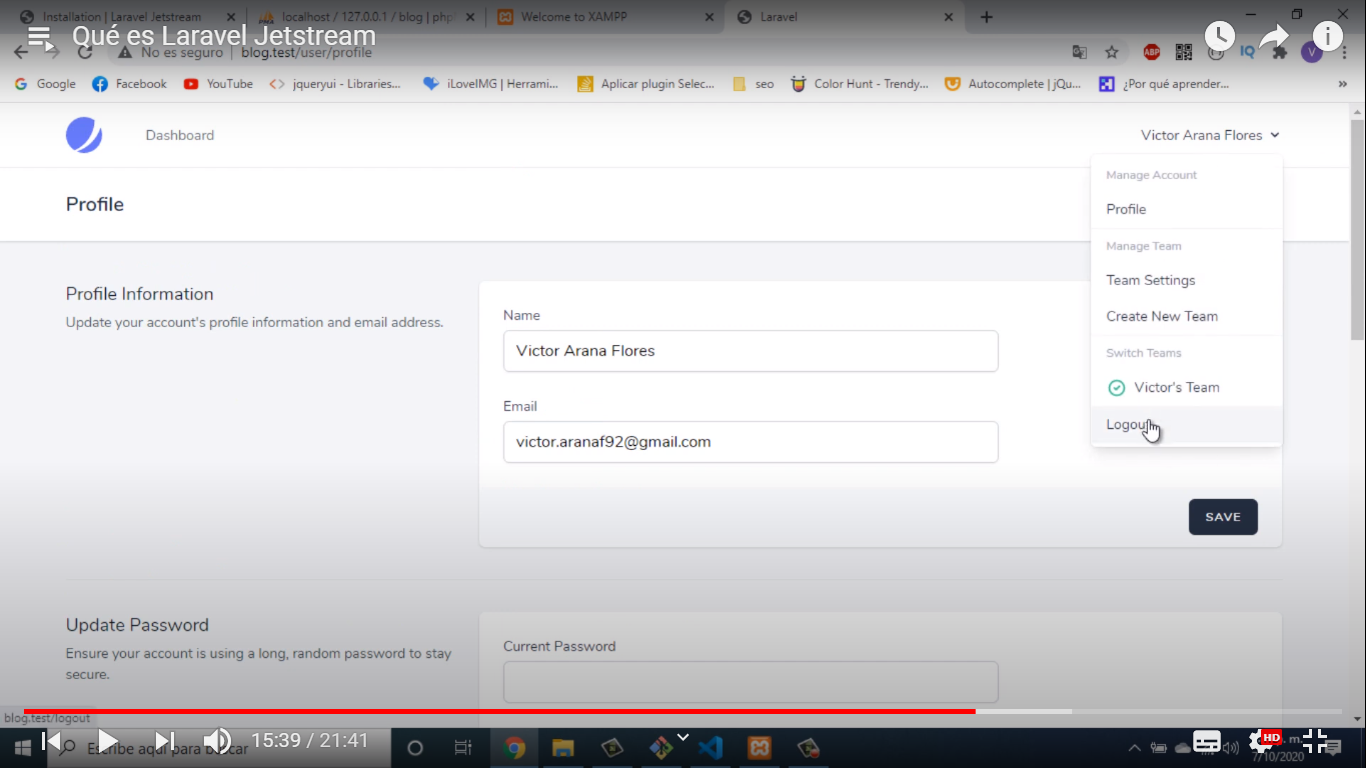 Installation | Laravel Jetstream
localhost / 127.0.0.1 / blog | php
Welcome to XAMPP
Laravel
Qué es Laravel Jetstream
No es seguro | blog.test/user/profile
ABP
IQ
V
Google
Facebook
YouTube
jqueryui - Libraries...
iLoveIMG | Herrami...
Aplicar plugin Selec...
seo
Color Hunt - Trendy...
Autocomplete | jQu...
¿Por qué aprender...
»
Dashboard
Victor Arana Flores
Manage Account
Profile
Profile
Manage Team
Team Settings
Create New Team
Switch Teams
Victor's Team
Logout
Profile Information
Update your account's profile information and email address.
Name
Victor Arana Flores
Email
victor.aranaf92@gmail.com
SAVE
Update Password
Ensure your account is using a long, random password to stay
secure.
Current Password
blog.test/logout
Escribe aquí para buscar
15:39 / 21:41
HD
. m.
7/10/2020